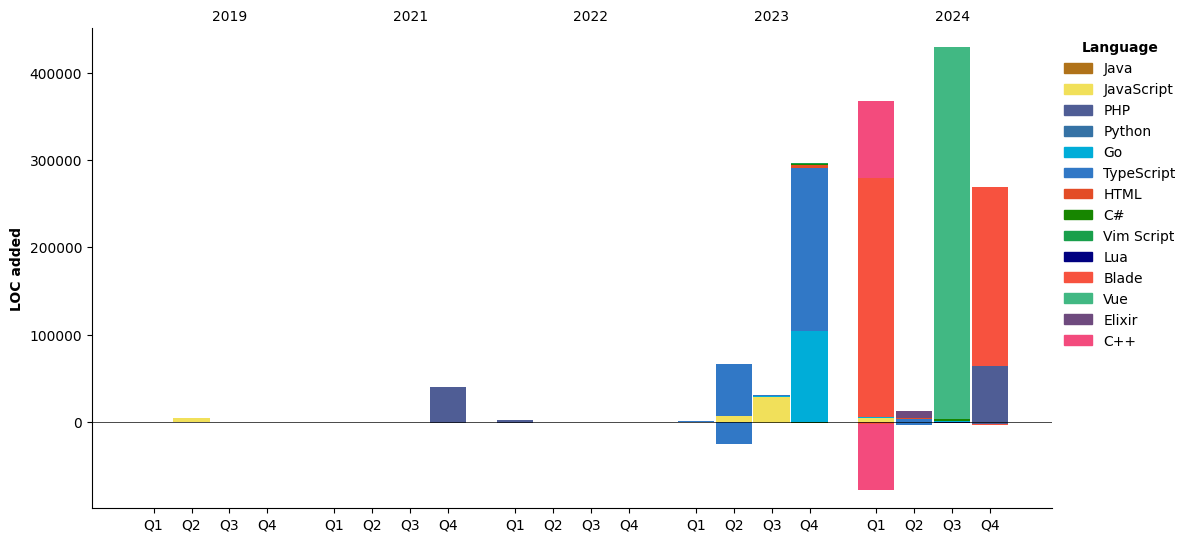 2019 2021 2022 2023 2024
LOC added
400000
300000
200000
100000
0
Q1 Q2 Q3 Q4 Q1 Q2 Q3 Q4 Q1 Q2 Q3 Q4 Q1 Q2 Q3 Q4 Q1 Q2 Q3 Q4
Language
Java
JavaScript
PHP
Python
Go
TypeScript
HTML
C#
Vim Script
Lua
Blade
Vue
Elixir
C++